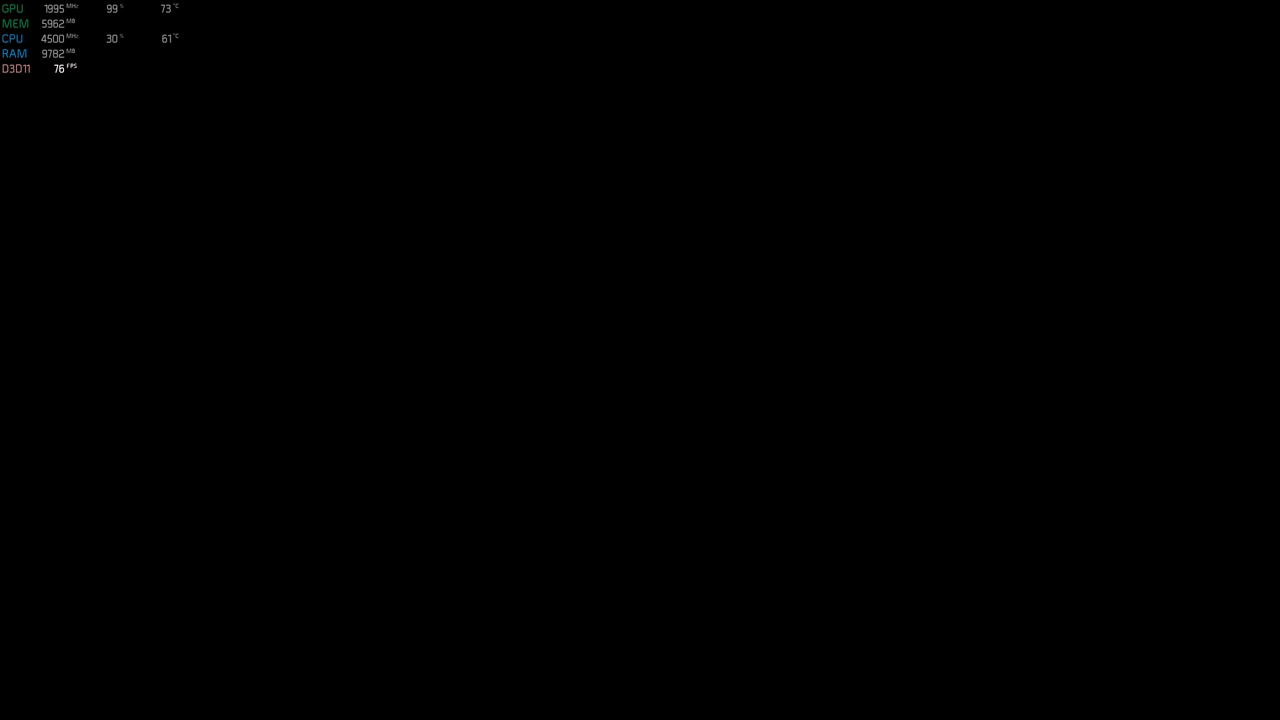 GPU 1995 MHz 99 % 73 °C
MEM 5962 MB
CPU 4500 MHz 30 % 61 °C
RAM 9782 MB
D3D11 76 FPS